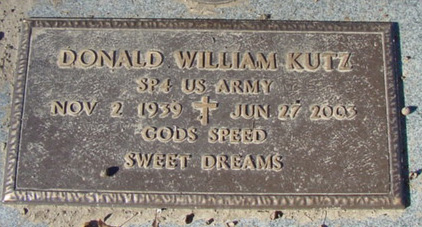 DONALD WILLIAM KUTZ
SP4 US ARMY
NOV 2 1939 JUN 27 2003
GODS SPEED
SWEET DREAMS